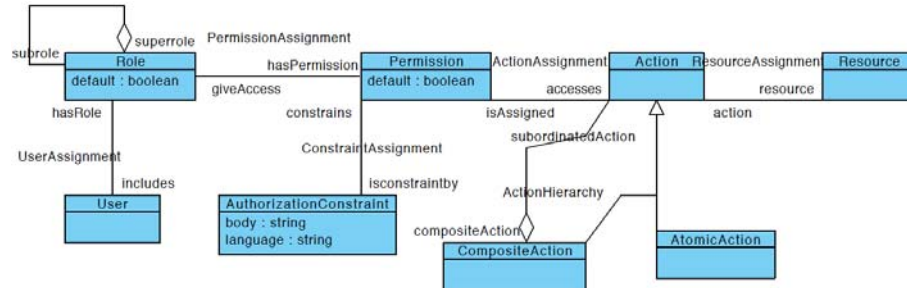 superrole
PermissionAssignment
subrole
Role
hasPermission
Permission
ActionAssignment
Action
ResourceAssignment
Resource
default : boolean
default : boolean
giveAccess
accesses
resource
hasRole
constrains
isAssigned
action
subordinatedAction
UserAssignment
ConstraintAssignment
includes
isconstraintby
ActionHierarchy
User
AuthorizationConstraint
body : string
language : string
compositeAction
CompositeAction
AtomicAction